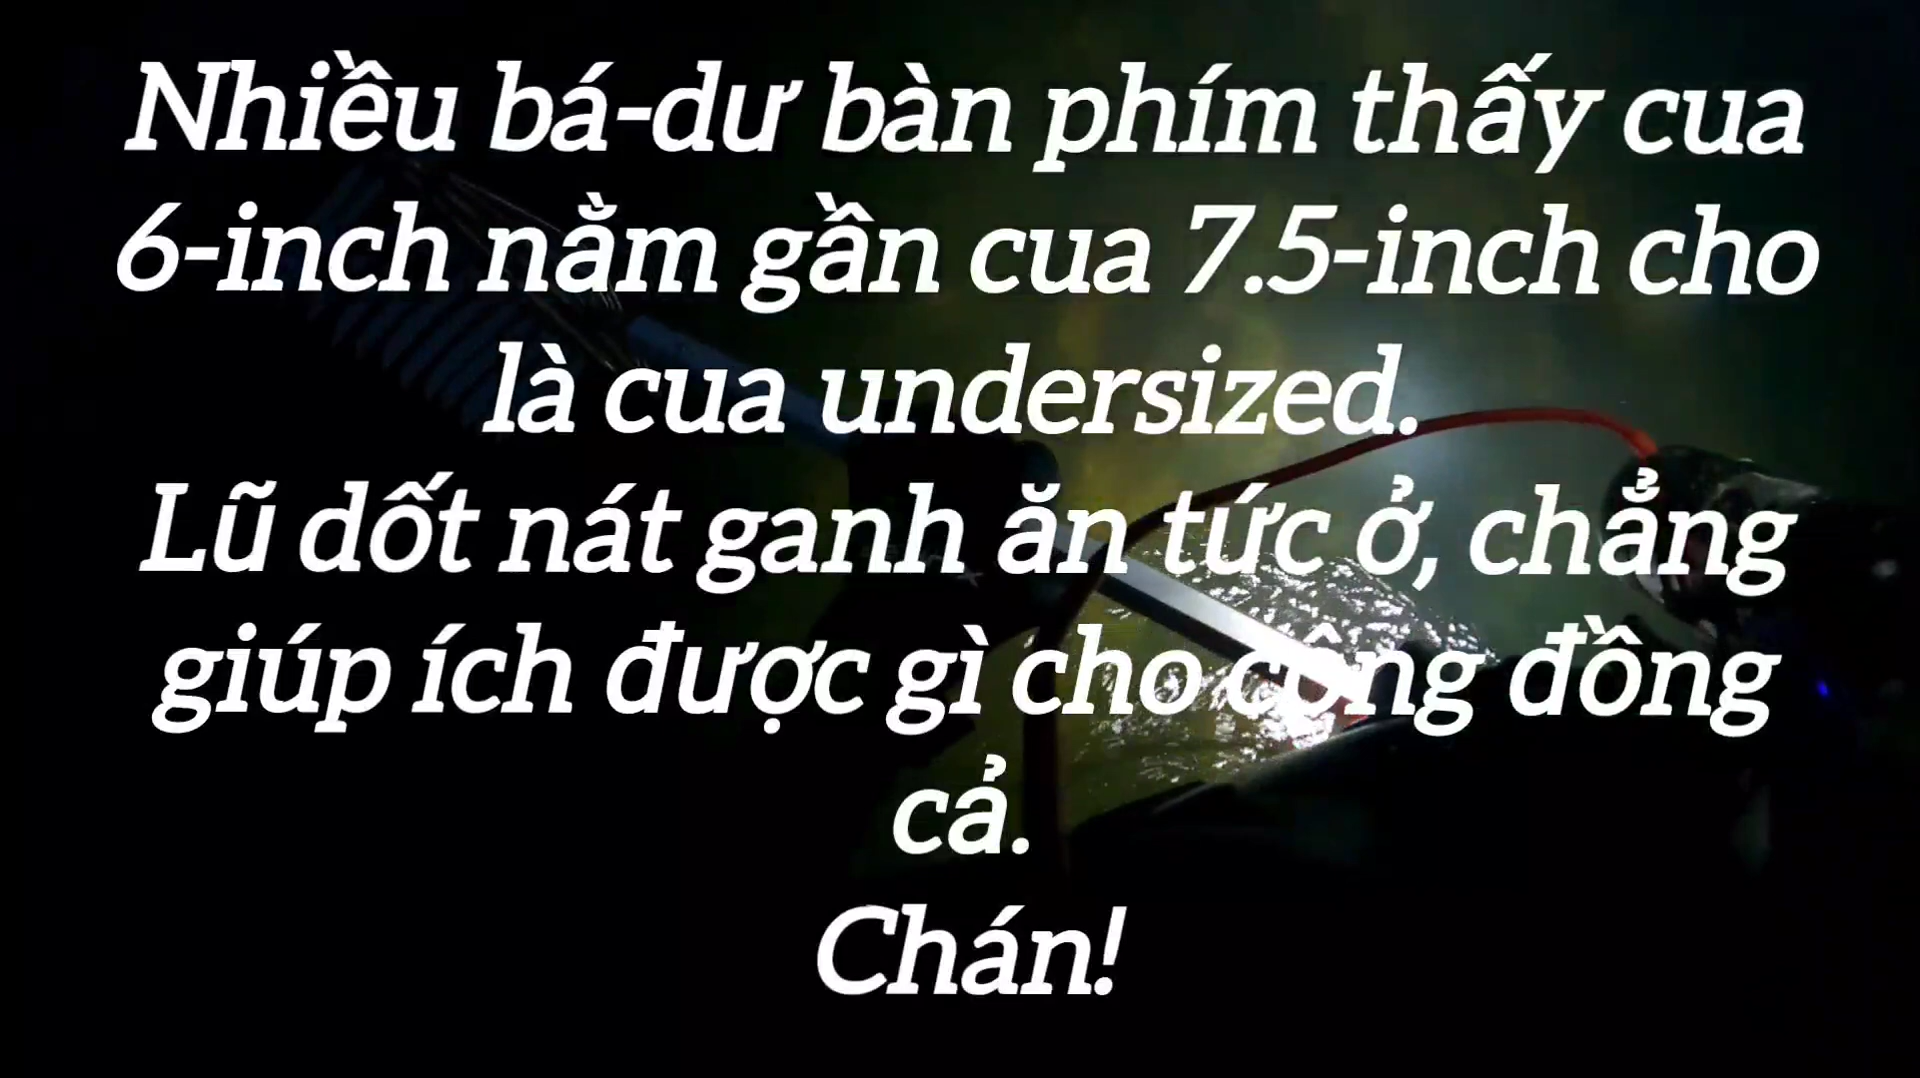 Nhiều bá-dư bàn phím thấy cua
6-inch nằm gần cua 7.5-inch cho
là cua undersized.
Lũ dốt nát ganh ăn tức ở, chẳng
giúp ích được gì cho cộng đồng
cả.
Chán!